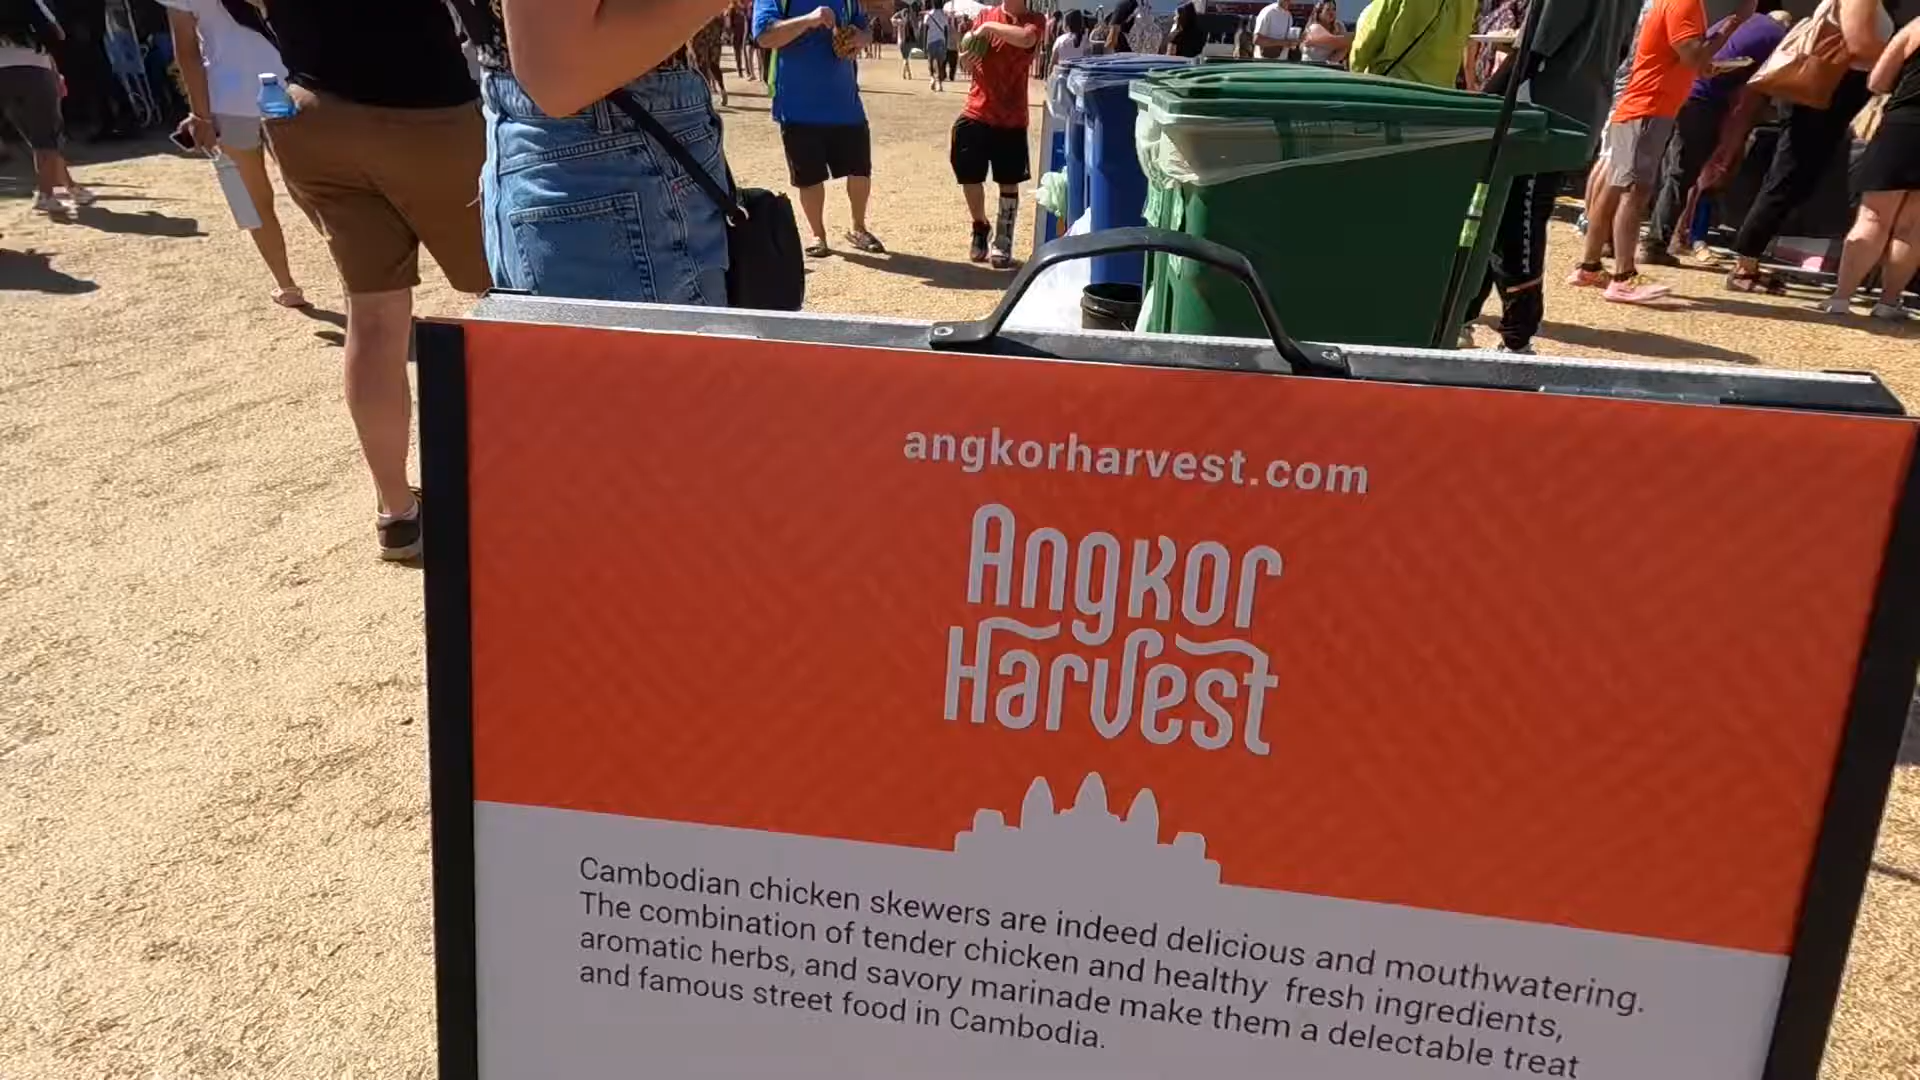 angkorharvest.com
Angkor
Harvest
Cambodian chicken skewers are indeed delicious and mouthwatering.
The combination of tender chicken and healthy  fresh ingredients,
aromatic herbs, and savory marinade make them a delectable treat
and famous street food in Cambodia.